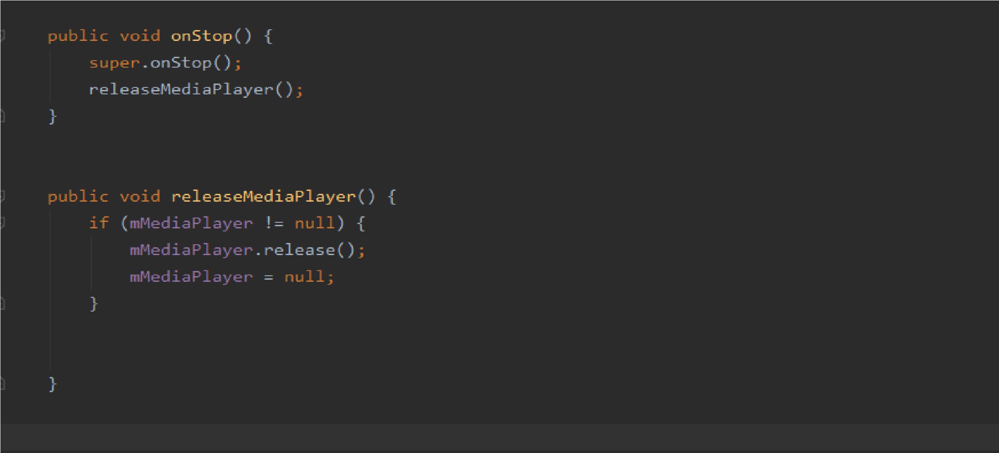 public void onStop() {
super.onStop();
releaseMediaPlayer();
}
public void releaseMediaPlayer() {
if (mMediaPlayer != null) {
mMediaPlayer.release();
mMediaPlayer = null;
}
}